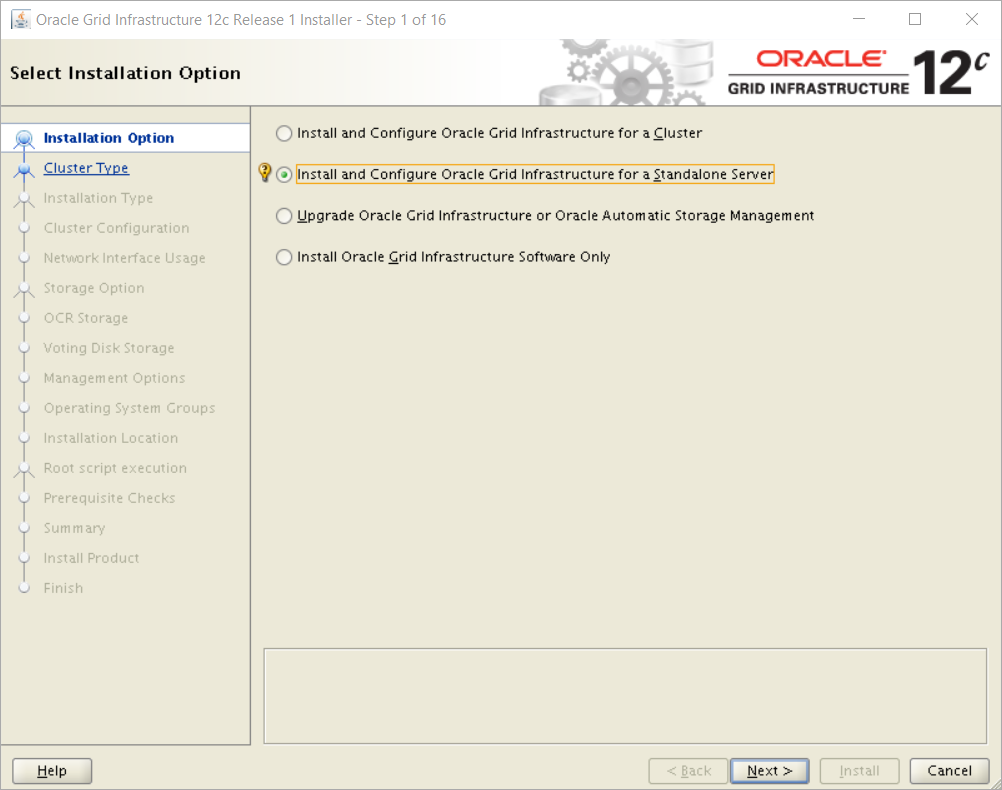 Oracle Grid Infrastructure 12c Release 1 Installer - Step 1 of 16
Select Installation Option
ORACLE
GRID INFRASTRUCTURE
12c
Installation Option
Cluster Type
Installation Type
Cluster Configuration
Network Interface Usage
Storage Option
OCR Storage
Voting Disk Storage
Management Options
Operating System Groups
Installation Location
Root script execution
Prerequisite Checks
Summary
Install Product
Finish
Install and Configure Oracle Grid Infrastructure for a Cluster
Install and Configure Oracle Grid Infrastructure for a Standalone Server
Upgrade Oracle Grid Infrastructure or Oracle Automatic Storage Management
Install Oracle Grid Infrastructure Software Only
Help
< Back
Next >
Install
Cancel